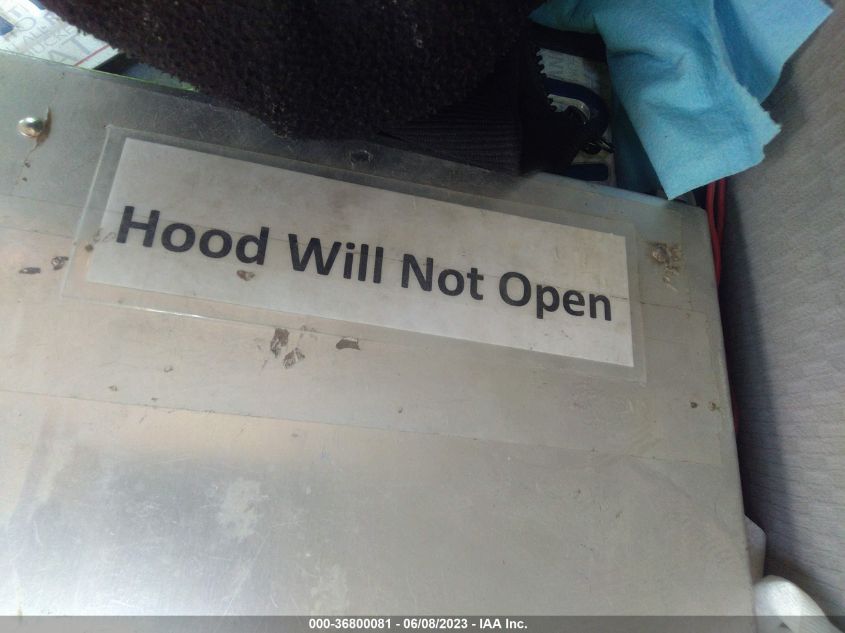 Hood Will Not Open
000-36800081 - 06/08/2023 - IAA Inc.